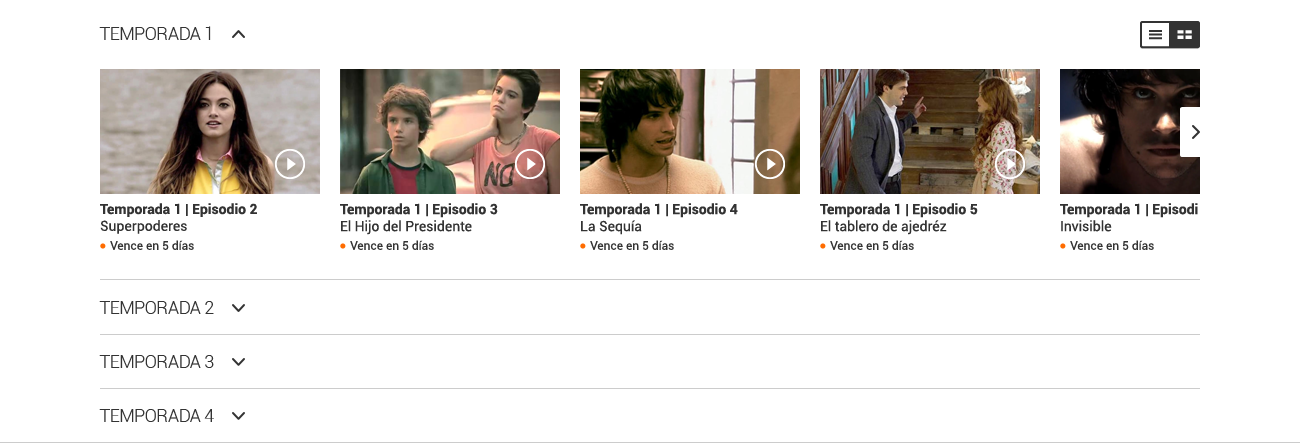 TEMPORADA 1
NO
Temporada 1 | Episodio 2
Superpoderes
Vence en 5 días
Temporada 1 | Episodio 3
El Hijo del Presidente
Vence en 5 días
Temporada 1 | Episodio 4
La Sequía
Vence en 5 días
Temporada 1 | Episodio 5
El tablero de ajedréz
Vence en 5 días
Temporada 1 | Episodi
Invisible
Vence en 5 días
TEMPORADA 2
TEMPORADA 3
TEMPORADA 4